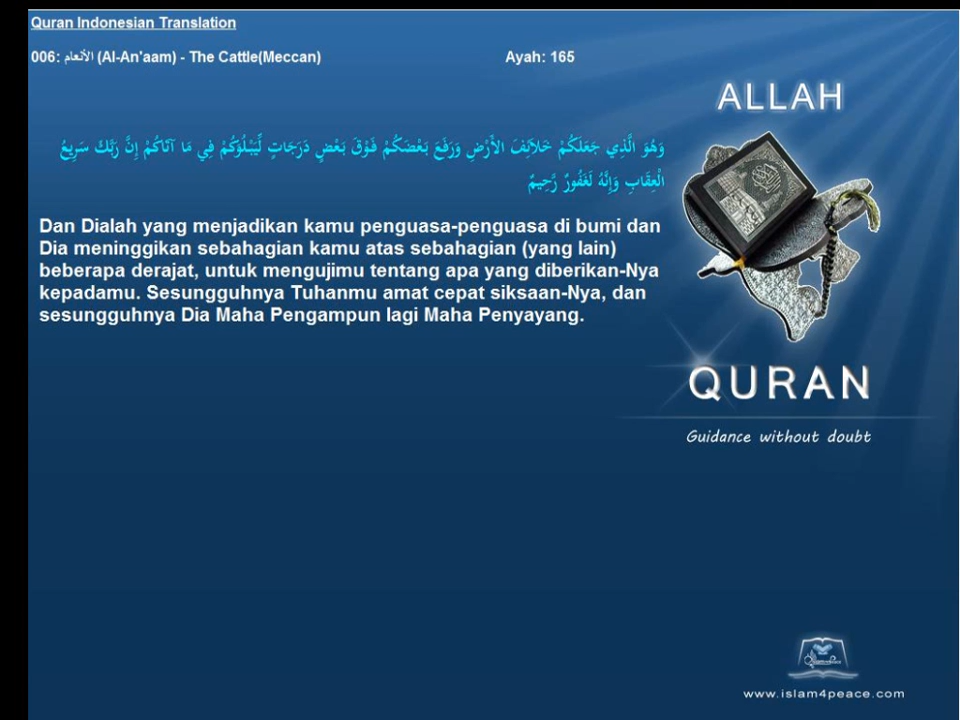 Quran Indonesian Translation
006: الأنعام (Al-An'aam) - The Cattle(Meccan) Ayah: 165
ALLAH
وَهُوَ الَّذِي جَعَلَكُمْ خَلاَئِفَ الأَرْضِ وَرَفَعَ بَعْضَكُمْ فَوْقَ بَعْضٍ دَرَجَاتٍ لِّيَبْلُوَكُمْ فِي مَا آتَاكُمْ إِنَّ رَبَّكَ سَرِيعُ
الْعِقَابِ وَإِنَّهُ لَغَفُورٌ رَّحِيمٌ
Dan Dialah yang menjadikan kamu penguasa-penguasa di bumi dan
Dia meninggikan sebahagian kamu atas sebahagian (yang lain)
beberapa derajat, untuk mengujimu tentang apa yang diberikan-Nya
kepadamu. Sesungguhnya Tuhanmu amat cepat siksaan-Nya, dan
sesungguhnya Dia Maha Pengampun lagi Maha Penyayang.
QURAN
Guidance without doubt
www.islam4peace.com